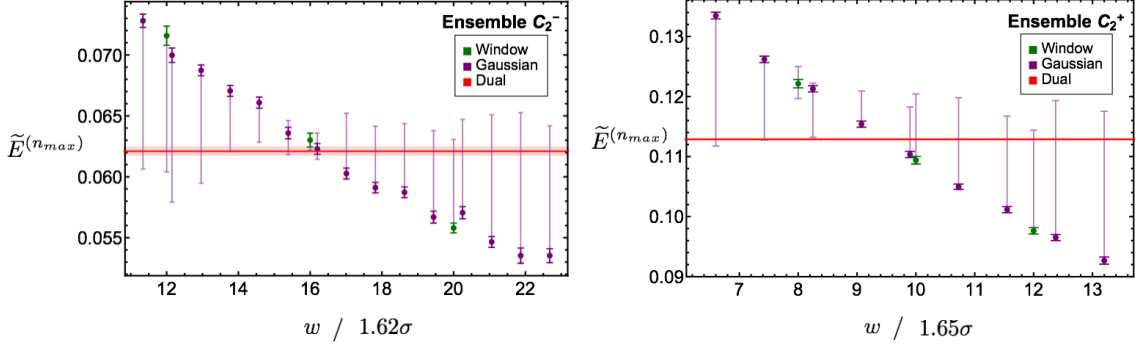 Ensemble C₂⁻
Window
Gaussian
Dual
0.070
0.065
0.060
0.055
Ẽ^(n_max)
12 14 16 18 20 22
w / 1.62σ
Ensemble C₂⁺
Window
Gaussian
Dual
0.13
0.12
0.11
0.10
0.09
Ẽ^(n_max)
7 8 9 10 11 12 13
w / 1.65σ